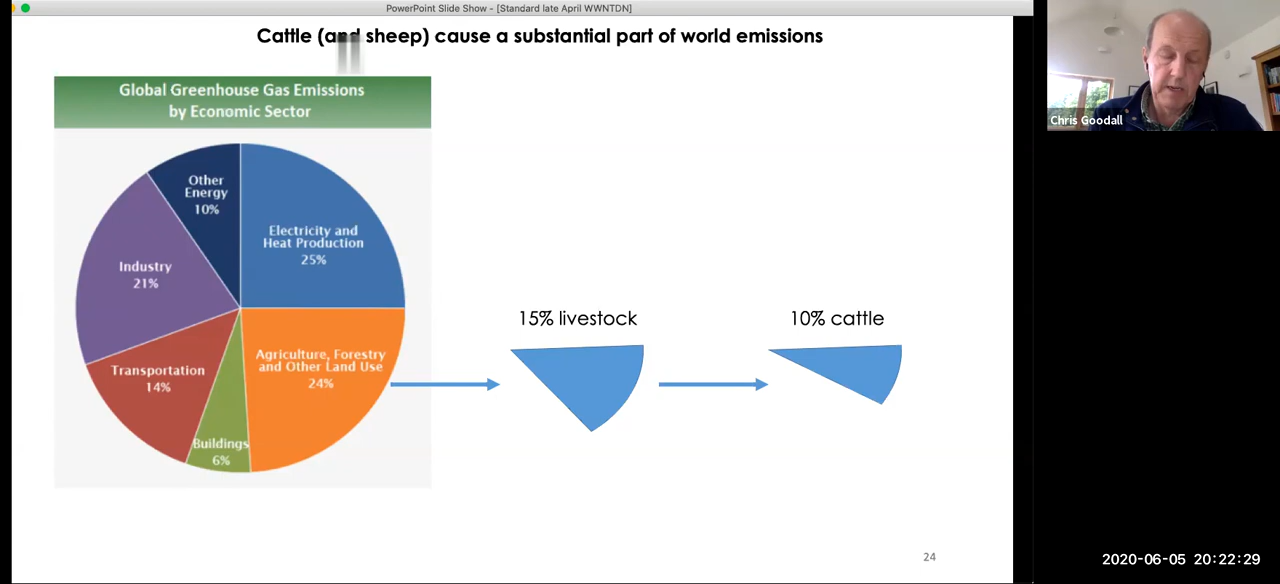 PowerPoint Slide Show - [Standard late April WWNTDN]
Cattle (and sheep) cause a substantial part of world emissions
Global Greenhouse Gas Emissions
by Economic Sector
Other
Energy
10%
Electricity and
Heat Production
25%
Industry
21%
Agriculture, Forestry
and Other Land Use
24%
Transportation
14%
Buildings
6%
15% livestock
10% cattle
24
Chris Goodall
2020-06-05 20:22:29